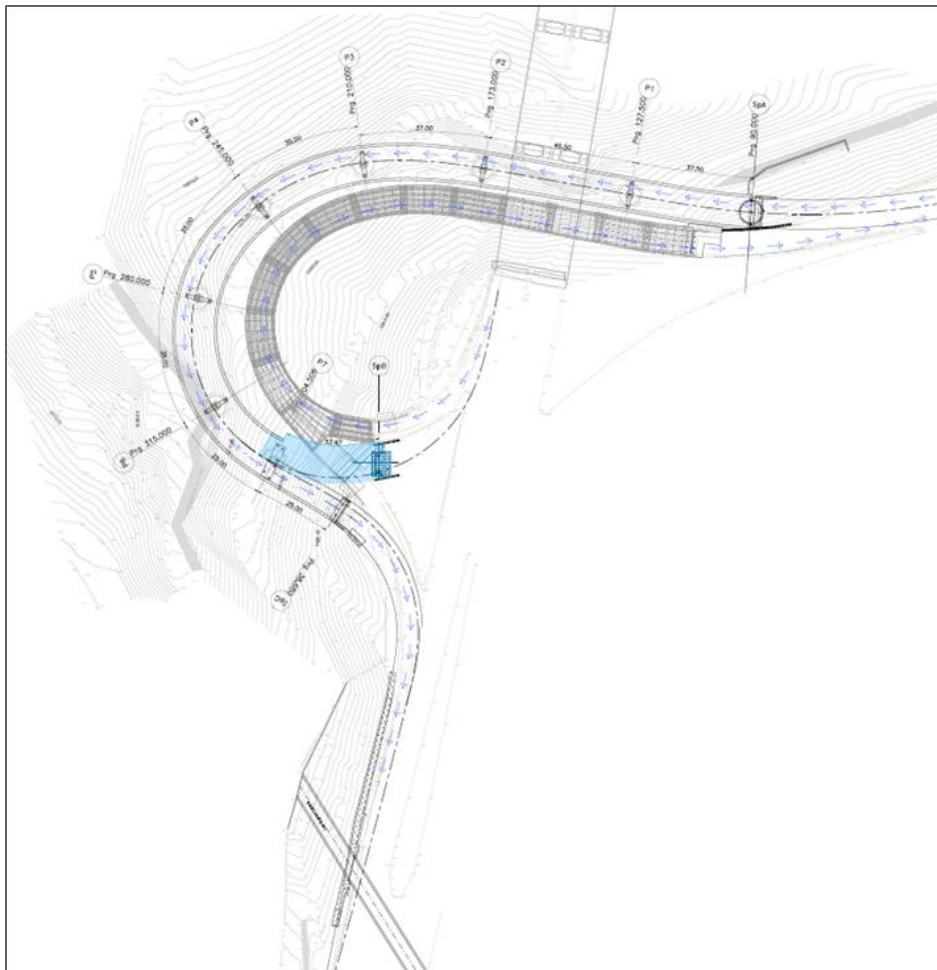 P3
Prg 210.000
P2
Prg 173.000
P1
Prg 127.500
SpA
Prg 90.000
P4
Prg 245.000
35.00
37.00
45.50
37.50
35.00
P5
Prg 280.000
35.00
P7
SpB
P6
Prg 315.000
25.00
25.00
SpC